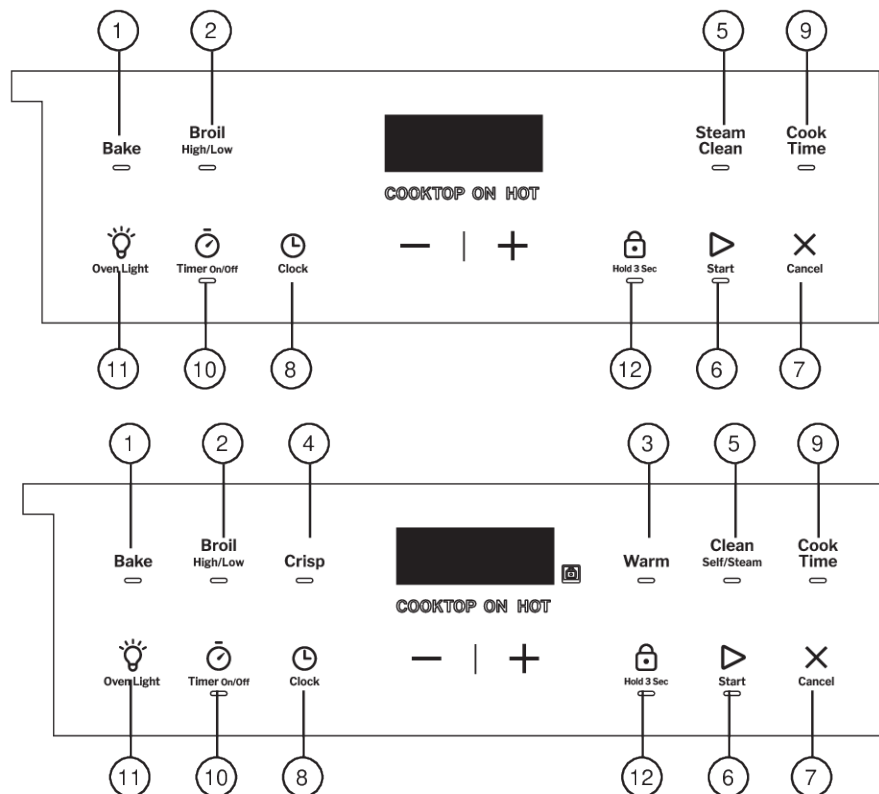 1 2 5 9
Bake
Broil
High/Low
Steam
Clean
Cook
Time
COOKTOP ON HOT
Oven Light
Timer On/Off
Clock
Hold 3 Sec
Start
Cancel
11 10 8 12 6 7
1 2 4 3 5 9
Bake
Broil
High/Low
Crisp
Warm
Clean
Self/Steam
Cook
Time
COOKTOP ON HOT
Oven Light
Timer On/Off
Clock
Hold 3 Sec
Start
Cancel
11 10 8 12 6 7